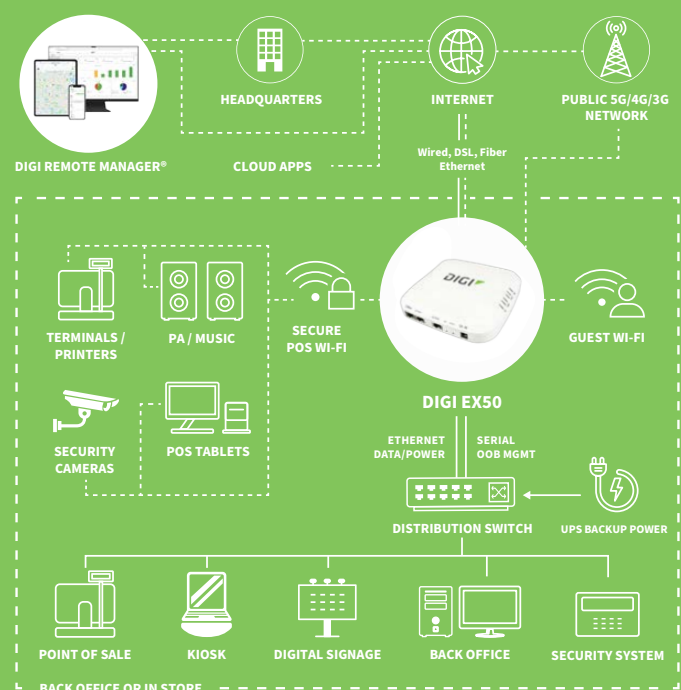 HEADQUARTERS
INTERNET
PUBLIC 5G/4G/3G
NETWORK
DIGI REMOTE MANAGER®
CLOUD APPS
Wired, DSL, Fiber
Ethernet
DIGI
TERMINALS /
PRINTERS
PA / MUSIC
SECURE
POS WI-FI
GUEST WI-FI
DIGI EX50
SECURITY
CAMERAS
POS TABLETS
ETHERNET
DATA/POWER
SERIAL
OOB MGMT
DISTRIBUTION SWITCH
UPS BACKUP POWER
POINT OF SALE
KIOSK
DIGITAL SIGNAGE
BACK OFFICE
SECURITY SYSTEM
BACK OFFICE OR IN STORE